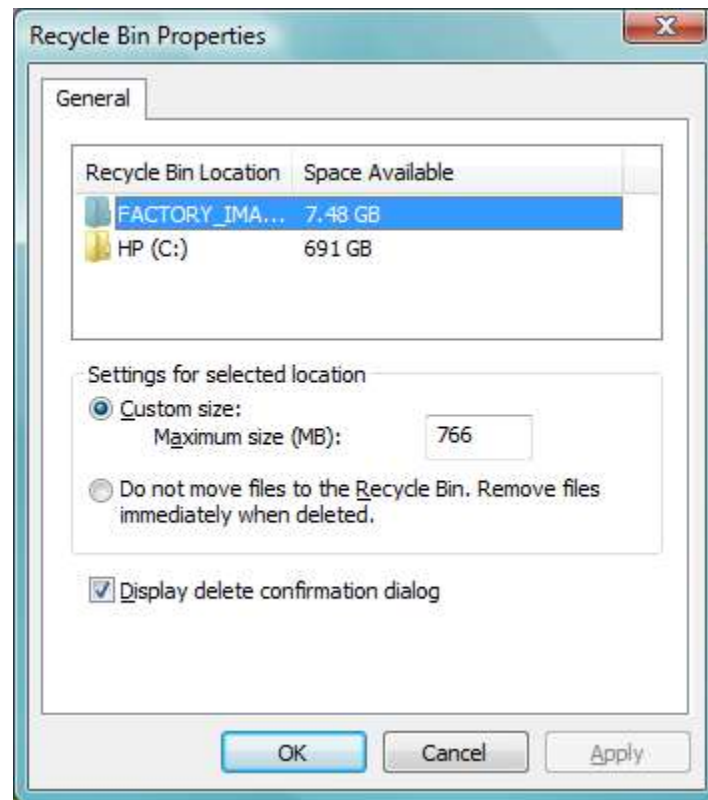 Recycle Bin Properties
General
Recycle Bin Location Space Available
FACTORY_IMA... 7.48 GB
HP (C:) 691 GB
Settings for selected location
Custom size:
Maximum size (MB): 766
Do not move files to the Recycle Bin. Remove files
immediately when deleted.
Display delete confirmation dialog
OK Cancel Apply